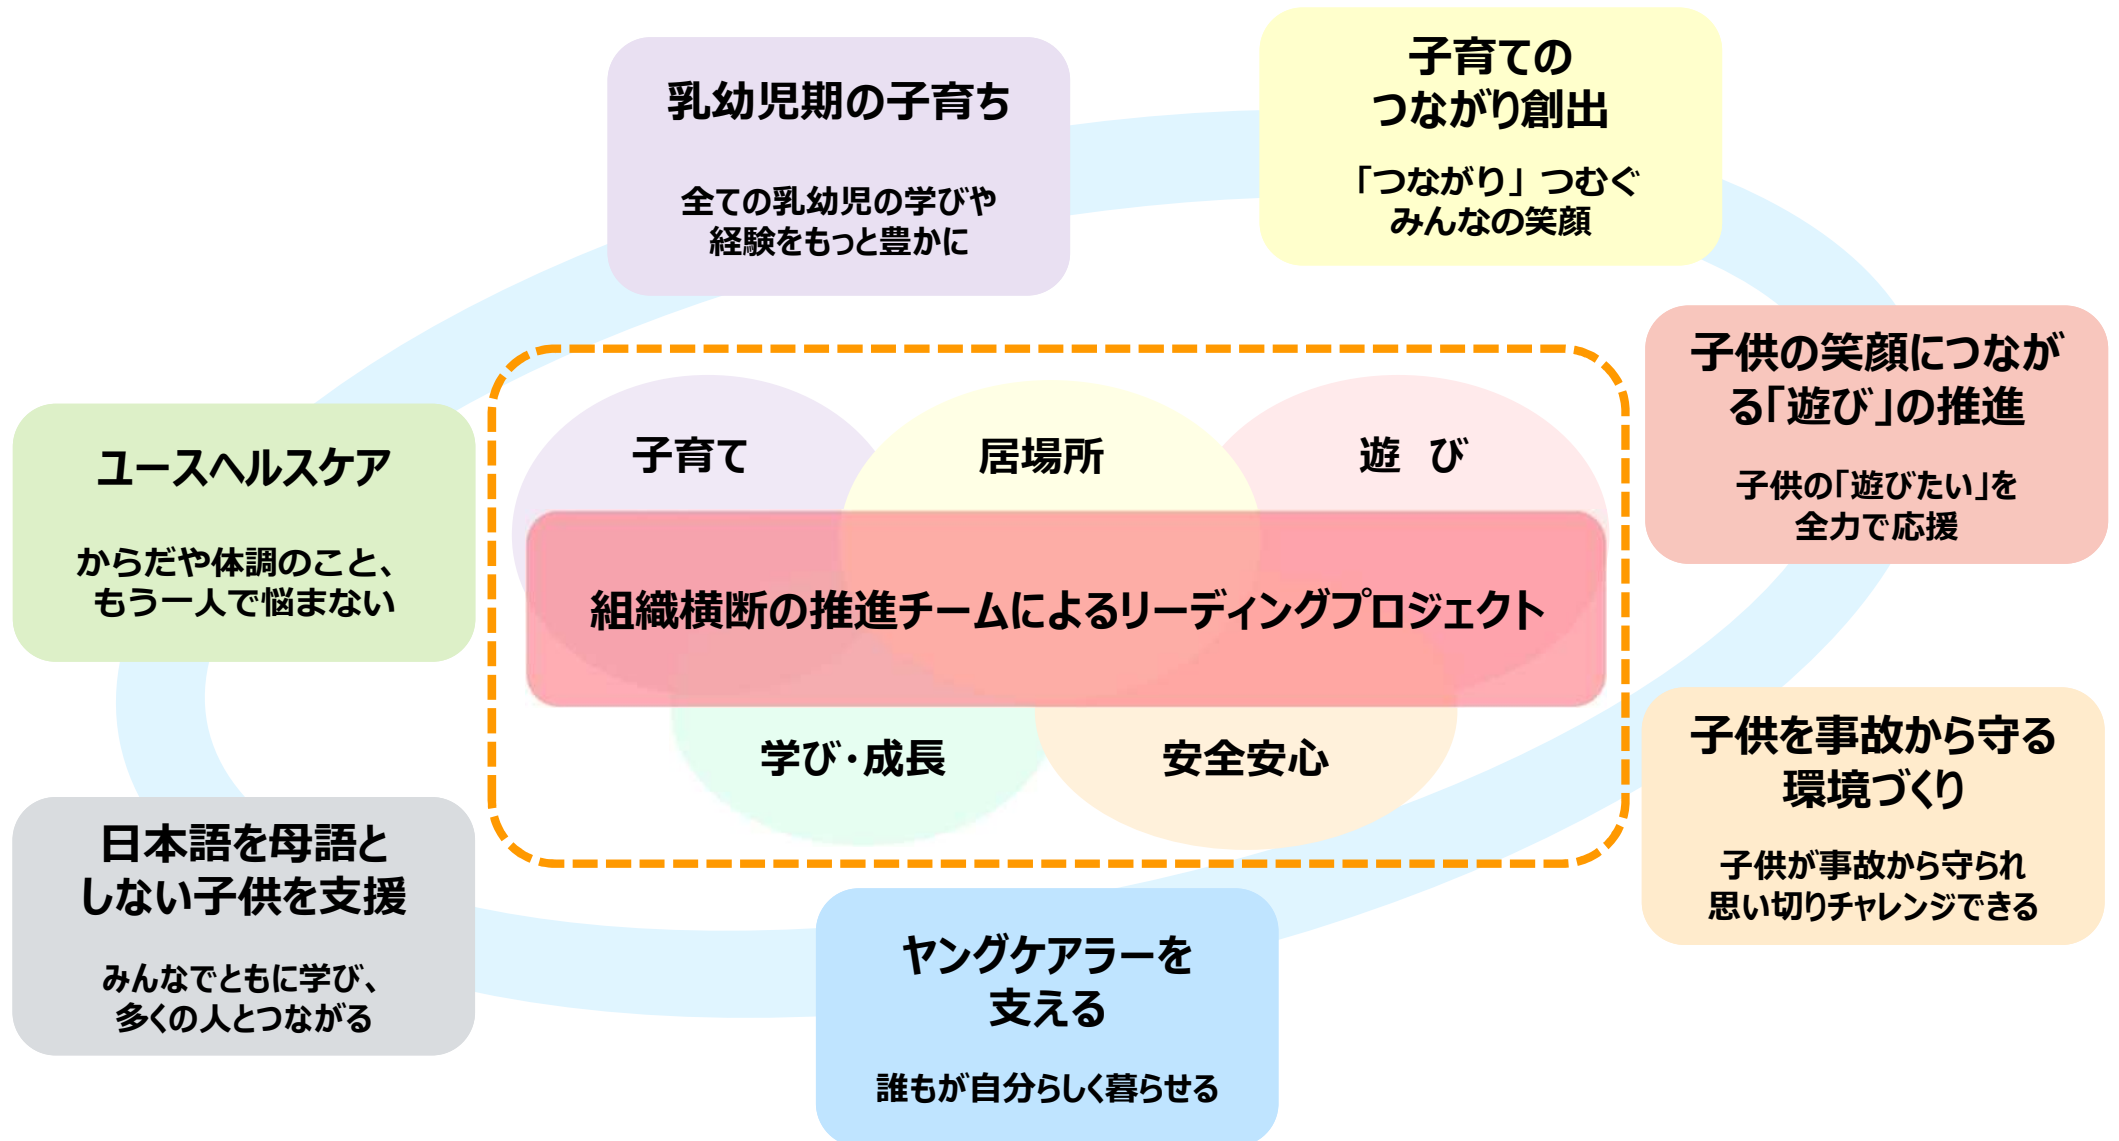 乳幼児期の子育ち
全ての乳幼児の学びや
経験をもっと豊かに
子育ての
つながり創出
「つながり」つむぐ
みんなの笑顔
子供の笑顔につなが
る「遊び」の推進
子供の「遊びたい」を
全力で応援
ユースヘルスケア
からだや体調のこと、
もう一人で悩まない
子育て
居場所
遊 び
組織横断の推進チームによるリーディングプロジェクト
学び・成長
安全安心
子供を事故から守る
環境づくり
子供が事故から守られ
思い切りチャレンジできる
日本語を母語と
しない子供を支援
みんなでともに学び、
多くの人とつながる
ヤングケアラーを
支える
誰もが自分らしく暮らせる